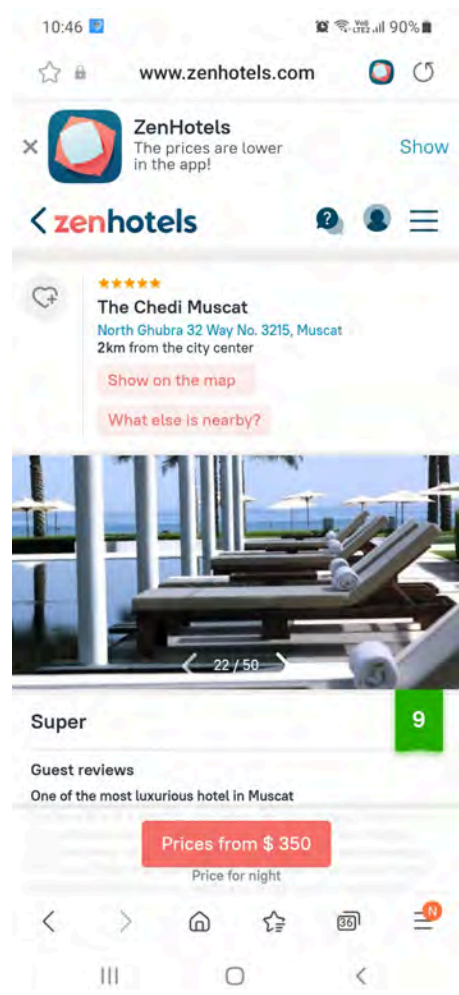 10:46
VoO
LTE2 90%
www.zenhotels.com
ZenHotels
The prices are lower
in the app!
Show
zenhotels
The Chedi Muscat
North Ghubra 32 Way No. 3215, Muscat
2km from the city center
Show on the map
What else is nearby?
22 / 50
Super
9
Guest reviews
One of the most luxurious hotel in Muscat
Prices from $ 350
Price for night
36
N